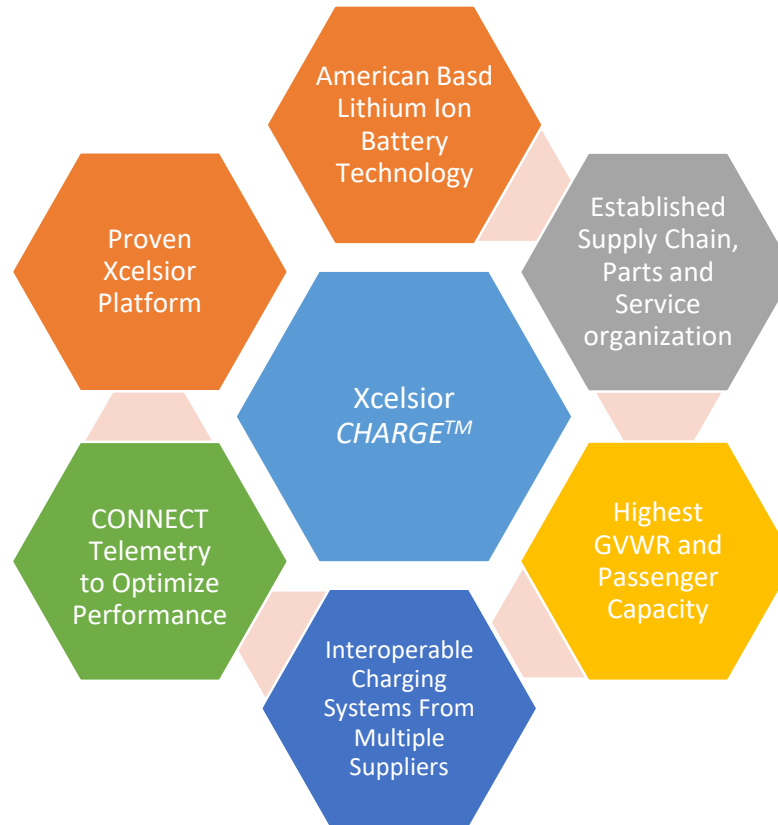 American Basd
Lithium Ion
Battery
Technology
Established
Supply Chain,
Parts and
Service
organization
Proven
Xcelsior
Platform
Xcelsior
CHARGE™
CONNECT
Telemetry
to Optimize
Performance
Highest
GVWR and
Passenger
Capacity
Interoperable
Charging
Systems From
Multiple
Suppliers